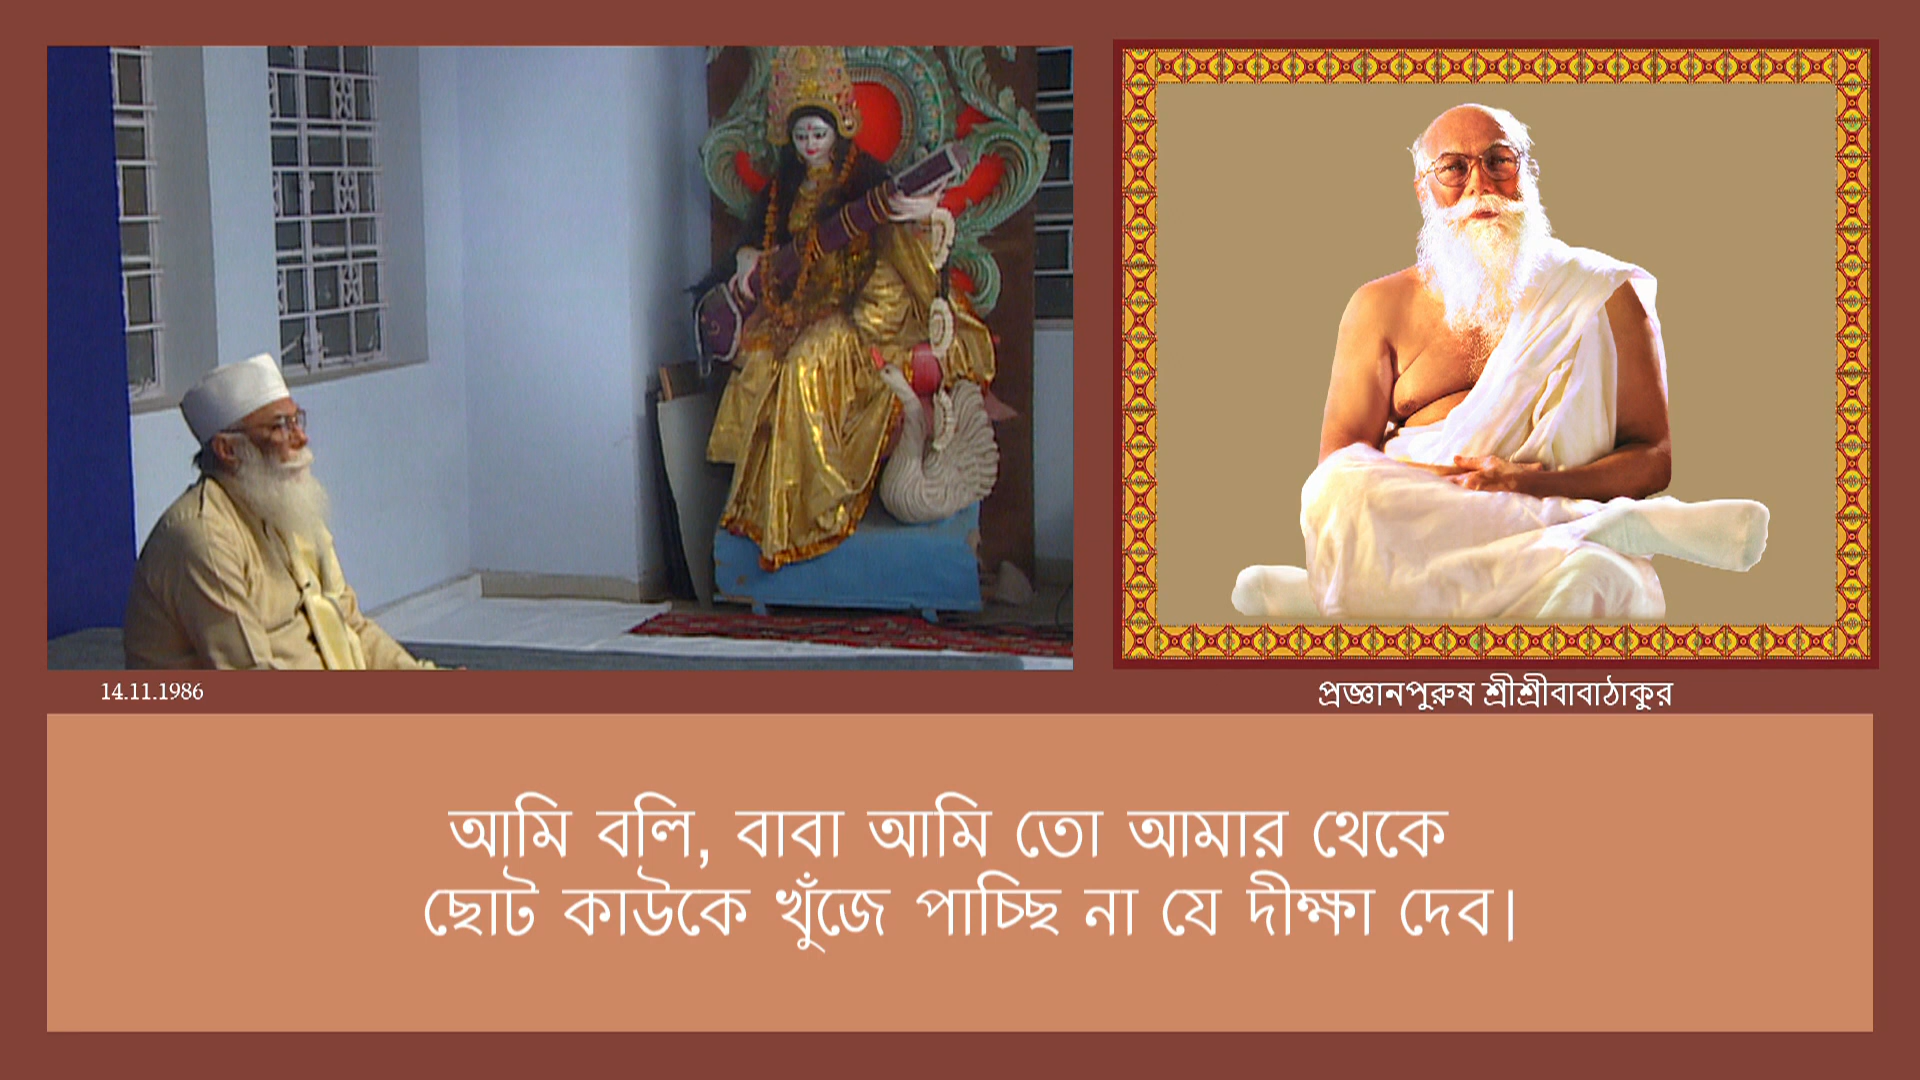 14.11.1986
প্রজ্ঞানপুরুষ শ্রীশ্রীবাবাঠাকুর
আমি বলি, বাবা আমি তো আমার থেকে
ছোট কাউকে খুঁজে পাচ্ছি না যে দীক্ষা দেব।